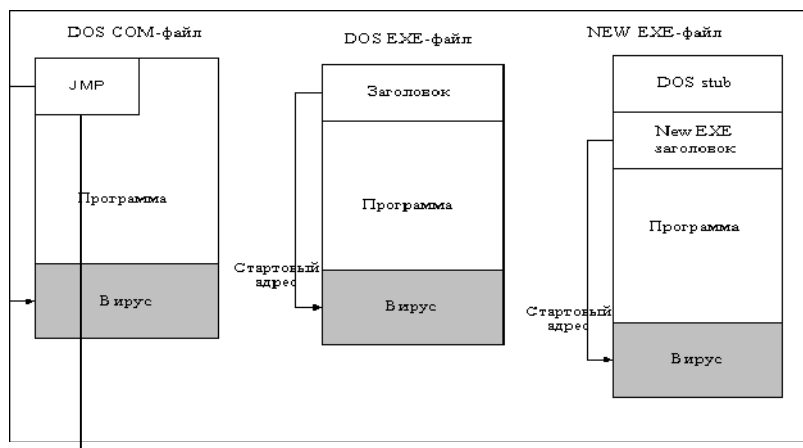 DOS COM-файл
JMP
Программа
Вирус
DOS EXE-файл
Заголовок
Программа
Стартовый
адрес
Вирус
NEW EXE-файл
DOS stub
New EXE
заголовок
Программа
Стартовый
адрес
Вирус